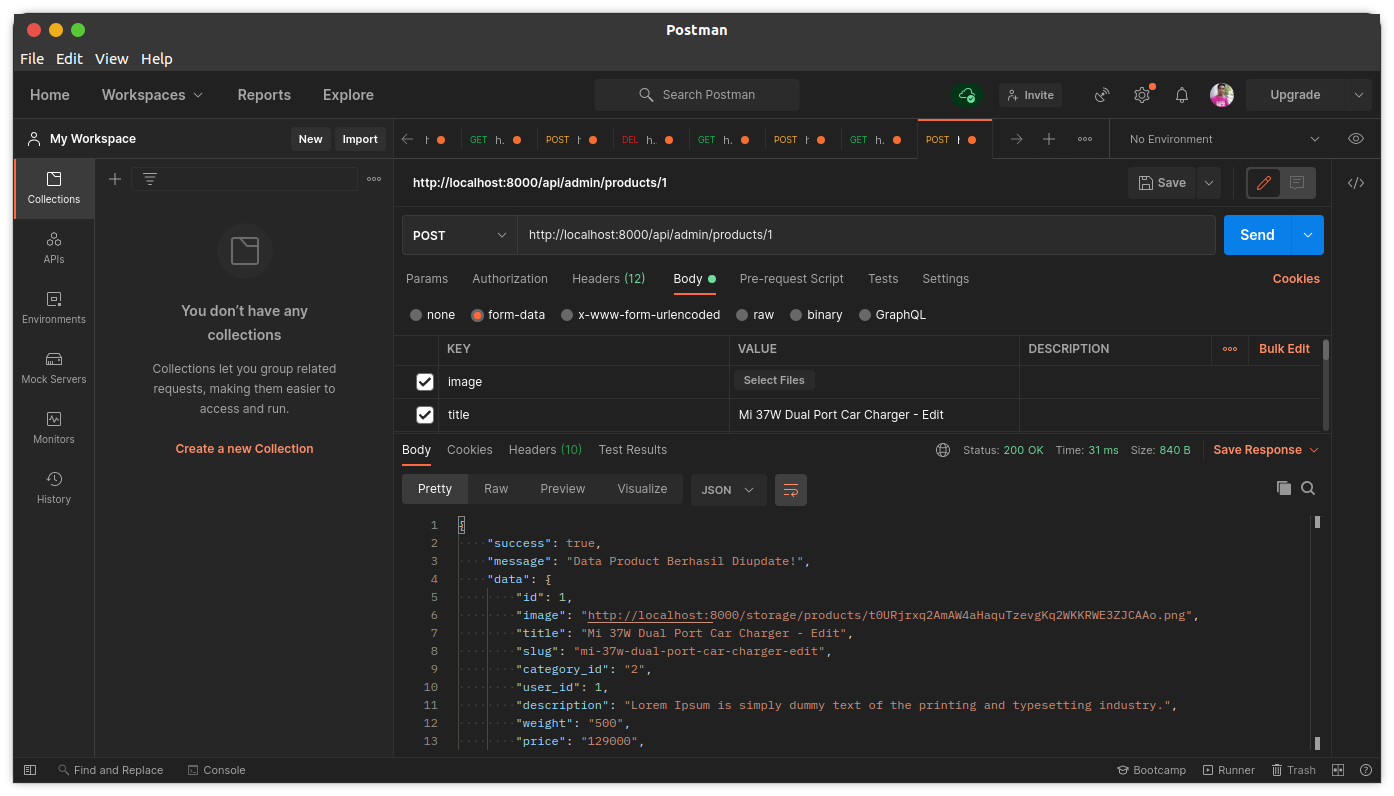 Postman
File Edit View Help
Home Workspaces Reports Explore Search Postman Invite Upgrade
My Workspace New Import GET h. POST h DEL h. GET h. POST h GET h. POST No Environment
Collections
APIs
Environments
Mock Servers
Monitors
History
You don’t have any
collections
Collections let you group related
requests, making them easier to
access and run.
Create a new Collection
http://localhost:8000/api/admin/products/1 Save
POST http://localhost:8000/api/admin/products/1 Send
Params Authorization Headers (12) Body Pre-request Script Tests Settings Cookies
none form-data x-www-form-urlencoded raw binary GraphQL
KEY VALUE DESCRIPTION Bulk Edit
image Select Files
title Mi 37W Dual Port Car Charger - Edit
Body Cookies Headers (10) Test Results Status: 200 OK Time: 31 ms Size: 840 B Save Response
Pretty Raw Preview Visualize JSON
1 {
2 "success": true,
3 "message": "Data Product Berhasil Diupdate!",
4 "data": {
5 "id": 1,
6 "image": "http://localhost:8000/storage/products/t0URjrxq2AmAW4aHaquTzevgKq2WKKRWE3ZJCAAo.png",
7 "title": "Mi 37W Dual Port Car Charger - Edit",
8 "slug": "mi-37w-dual-port-car-charger-edit",
9 "category_id": "2",
10 "user_id": 1,
11 "description": "Lorem Ipsum is simply dummy text of the printing and typesetting industry.",
12 "weight": "500",
13 "price": "129000",
Find and Replace Console Bootcamp Runner Trash